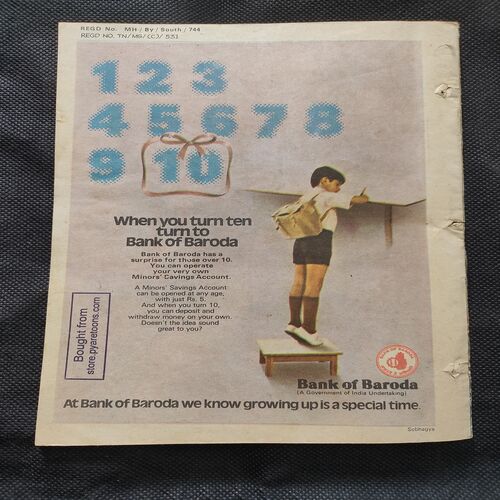 REGD No. MH / By / South / 744
REGD NO. TN/MS/(C)/ 551
1 2 3
4 5 6 7 8
9 10
When you turn ten
turn to
Bank of Baroda
Bank of Baroda has a
surprise for those over 10.
You can operate
your very own
Minors' Savings Account.
A Minors' Savings Account
can be opened at any age,
with just Rs. 5.
And when you turn 10,
you can deposit and
withdraw money on your own.
Doesn't the idea sound
great to you?
Bought from
store.pyaretoons.com
Bank of Baroda
(A Government of India Undertaking)
At Bank of Baroda we know growing up is a special time.
Sobhagya